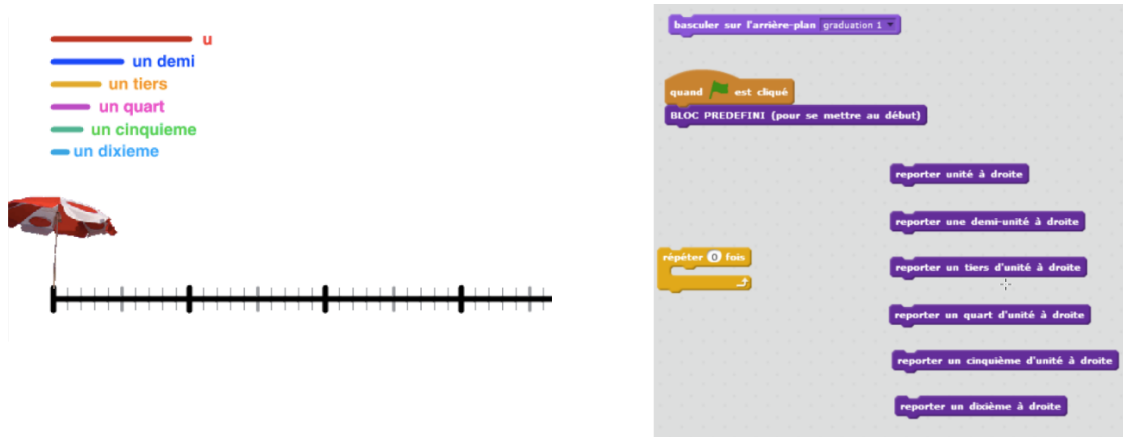 u
un demi
un tiers
un quart
un cinquieme
un dixieme
basculer sur l'arrière-plan graduation 1
quand est cliqué
BLOC PREDEFINI (pour se mettre au début)
reporter unité à droite
reporter une demi-unité à droite
répéter 0 fois
reporter un tiers d'unité à droite
reporter un quart d'unité à droite
reporter un cinquième d'unité à droite
reporter un dixième à droite